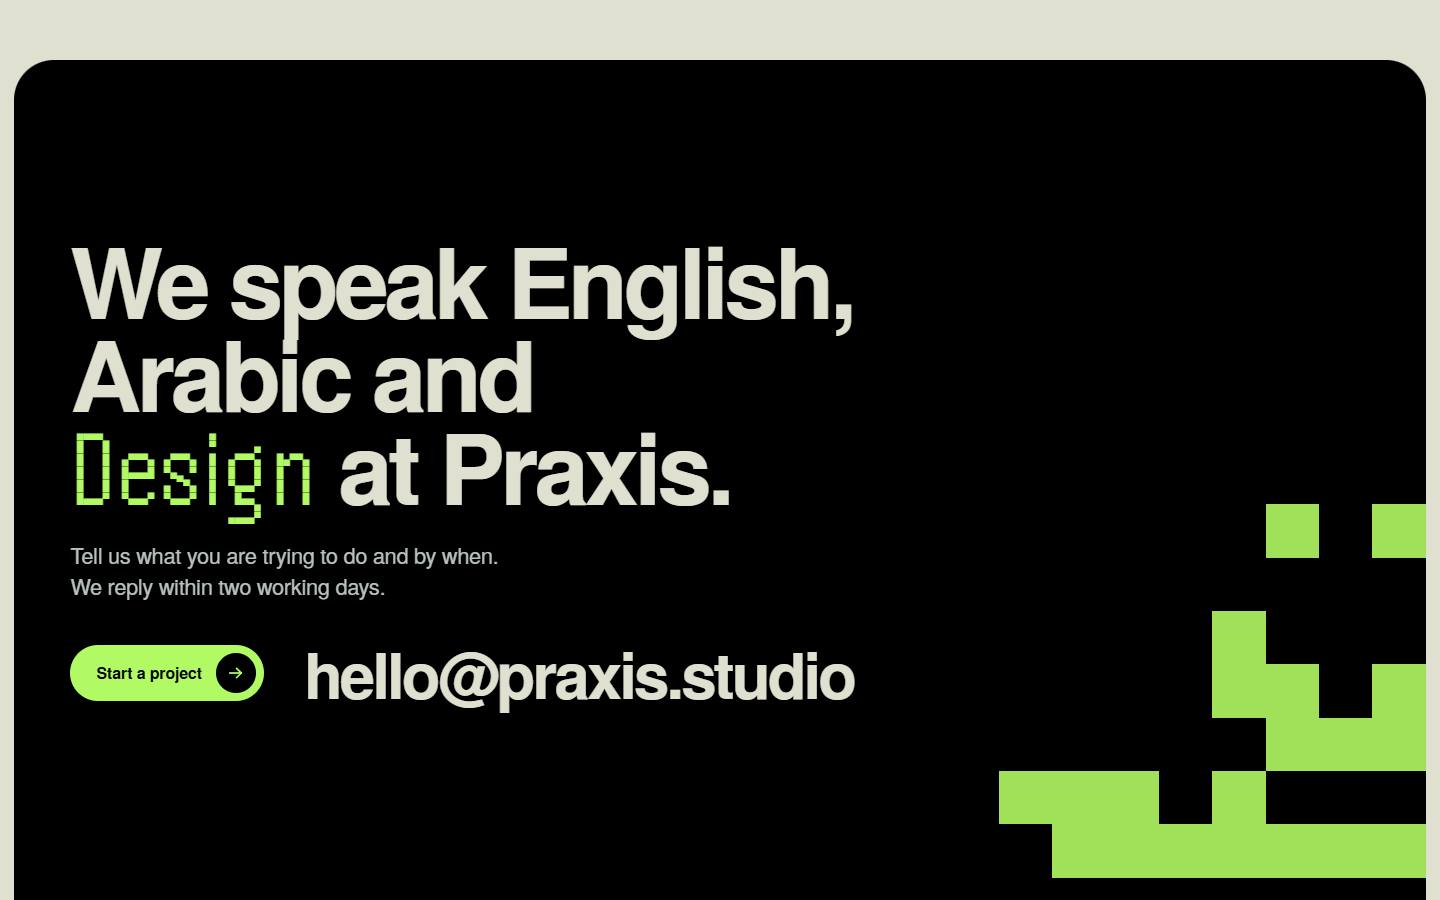 We speak English,
Arabic and
Design at Praxis.
Tell us what you are trying to do and by when.
We reply within two working days.
Start a project
hello@praxis.studio